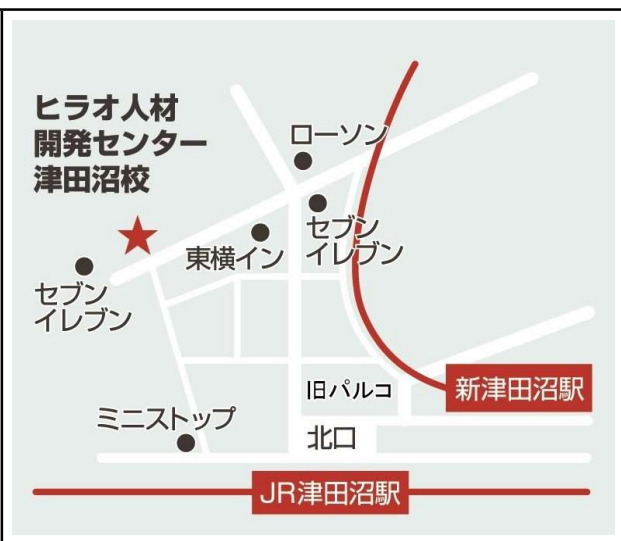 ヒラオ人材
開発センター
津田沼校
ローソン
セブン
イレブン
東横イン
セブン
イレブン
旧パルコ
新津田沼駅
ミニストップ
北口
JR津田沼駅